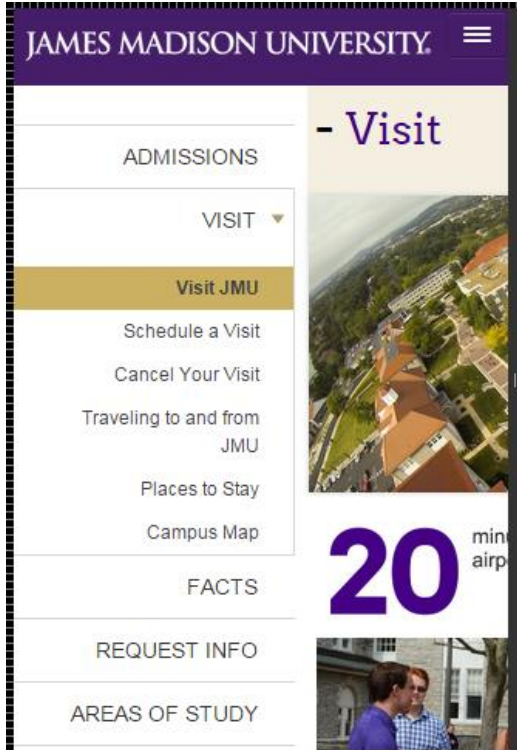 JAMES MADISON UNIVERSITY.
- Visit
ADMISSIONS
VISIT
Visit JMU
Schedule a Visit
Cancel Your Visit
Traveling to and from
JMU
Places to Stay
Campus Map
FACTS
REQUEST INFO
AREAS OF STUDY
20